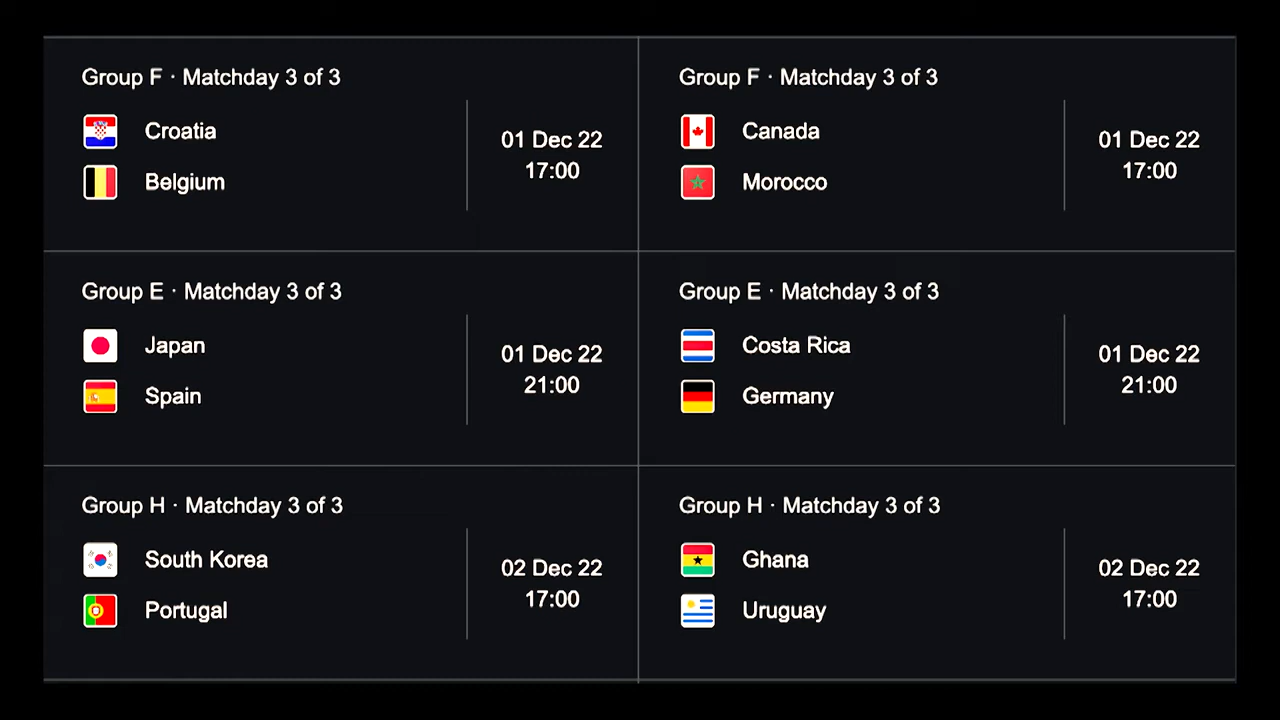 Group F · Matchday 3 of 3
Croatia
Belgium
01 Dec 22
17:00
Group F · Matchday 3 of 3
Canada
Morocco
01 Dec 22
17:00
Group E · Matchday 3 of 3
Japan
Spain
01 Dec 22
21:00
Group E · Matchday 3 of 3
Costa Rica
Germany
01 Dec 22
21:00
Group H · Matchday 3 of 3
South Korea
Portugal
02 Dec 22
17:00
Group H · Matchday 3 of 3
Ghana
Uruguay
02 Dec 22
17:00